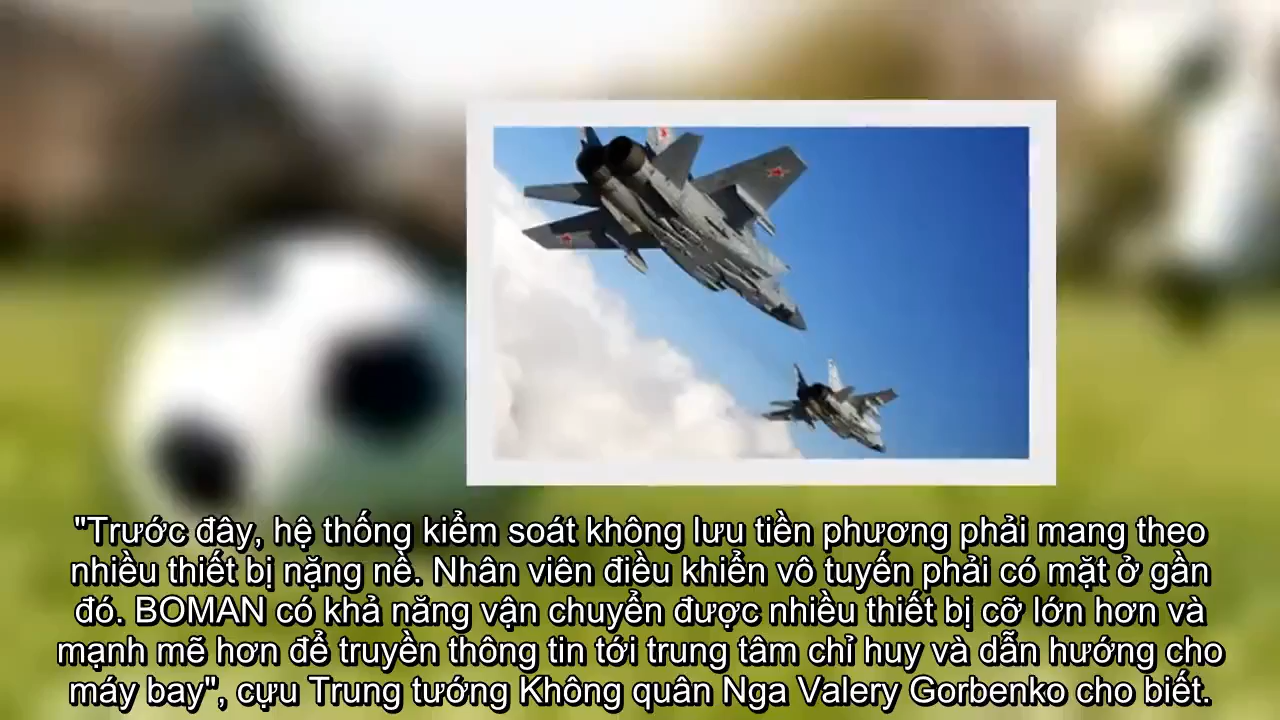 "Trước đây, hệ thống kiểm soát không lưu tiền phương phải mang theo
nhiều thiết bị nặng nề. Nhân viên điều khiển vô tuyến phải có mặt ở gần
đó. BOMAN có khả năng vận chuyển được nhiều thiết bị cỡ lớn hơn và
mạnh mẽ hơn để truyền thông tin tới trung tâm chỉ huy và dẫn hướng cho
máy bay", cựu Trung tướng Không quân Nga Valery Gorbenko cho biết.